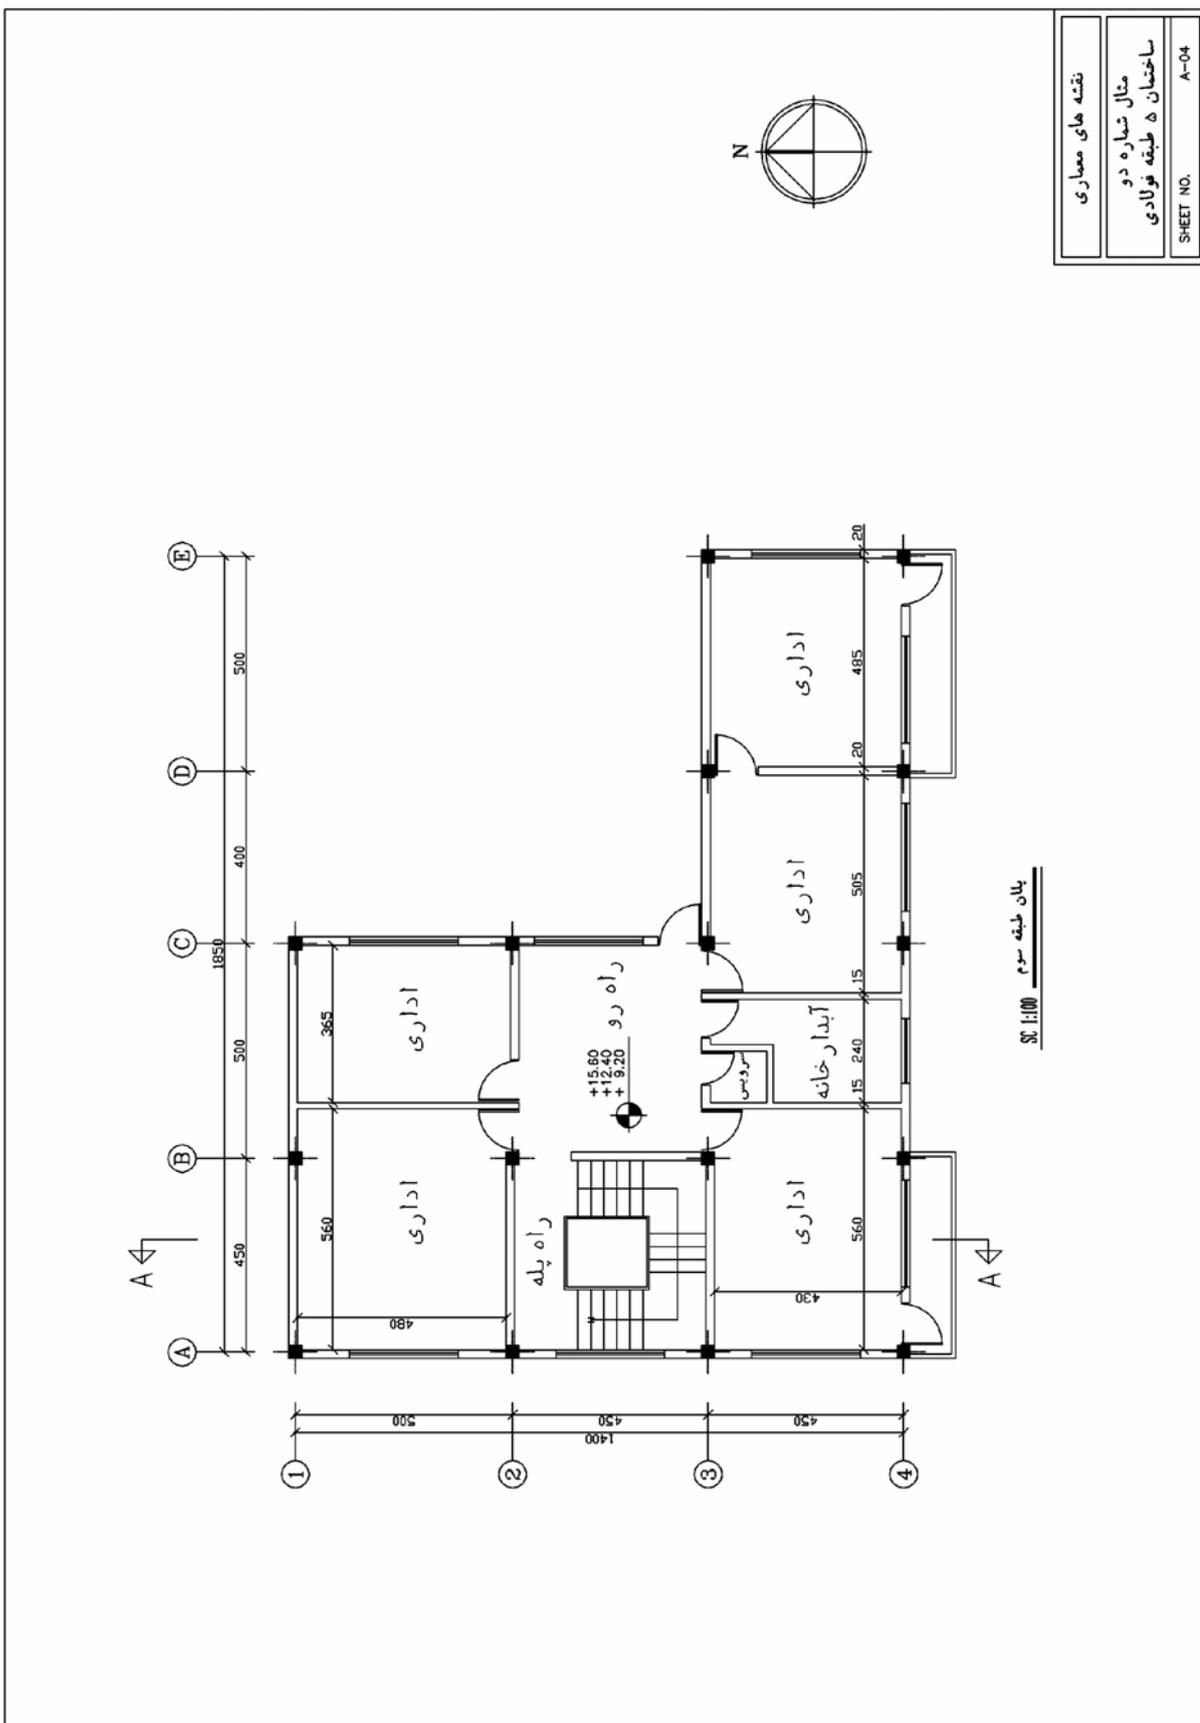 نقشه های معماری
مثال شماره دو
ساختمان ۵ طبقه فولادی
SHEET NO. A-04
N
A B C D E
1850
450 500 400 500
1 2 3 4
1400
500 450 450
A
A
اداری
اداری
365
560
480
راه پله
راه رو
+15.60
+12.40
+ 9.20
سرویس
آبدارخانه
اداری
اداری
اداری
430
560 15 240 15 505 20 485 20
پلان طبقه سوم
SC 1:100